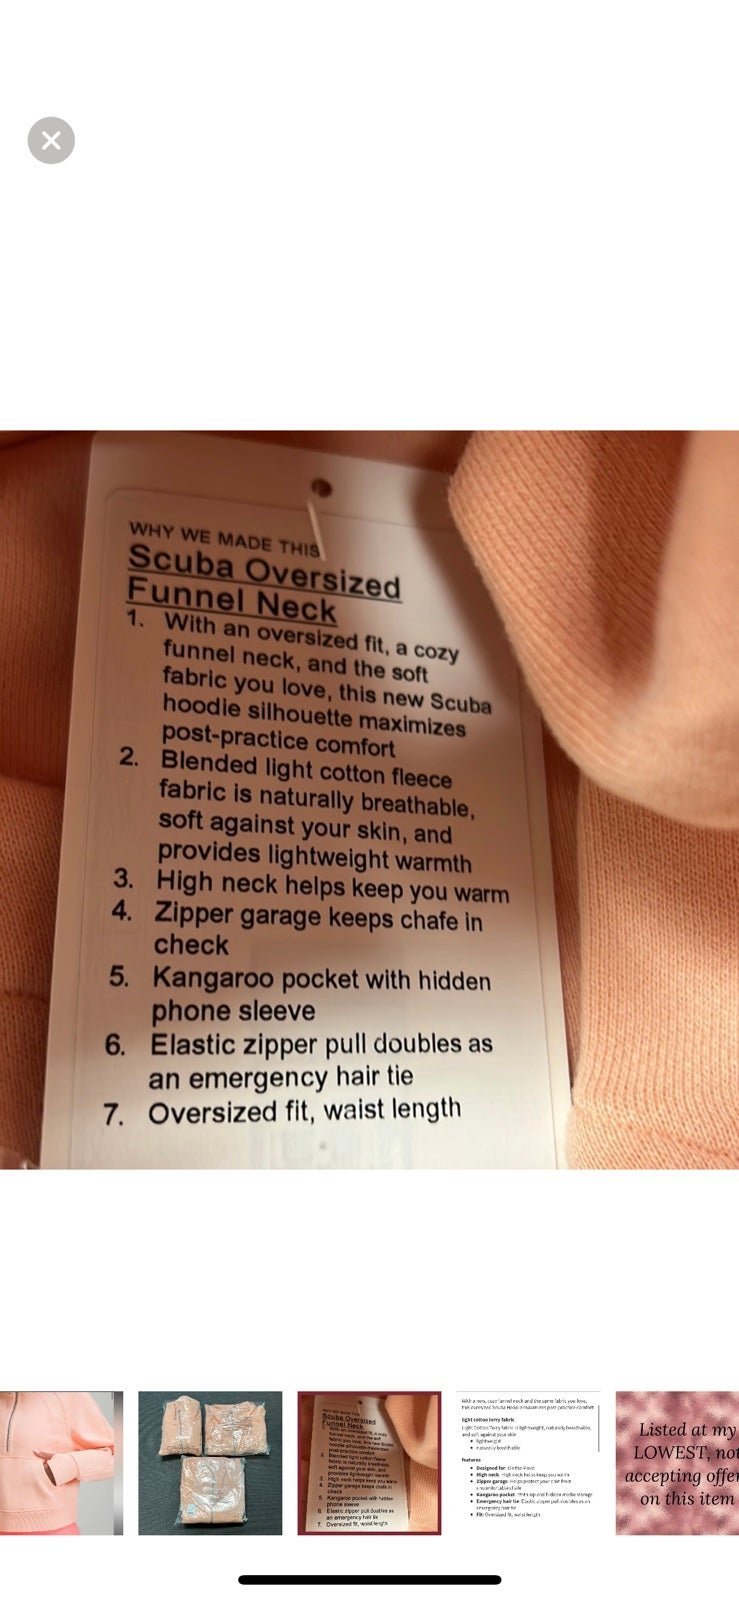 WHY WE MADE THIS
Scuba Oversized
Funnel Neck
1. With an oversized fit, a cozy
funnel neck, and the soft
fabric you love, this new Scuba
hoodie silhouette maximizes
post-practice comfort
2. Blended light cotton fleece
fabric is naturally breathable,
soft against your skin, and
provides lightweight warmth
3. High neck helps keep you warm
4. Zipper garage keeps chafe in
check
5. Kangaroo pocket with hidden
phone sleeve
6. Elastic zipper pull doubles as
an emergency hair tie
7. Oversized fit, waist length
Listed at my
LOWEST, not
accepting offer
on this item